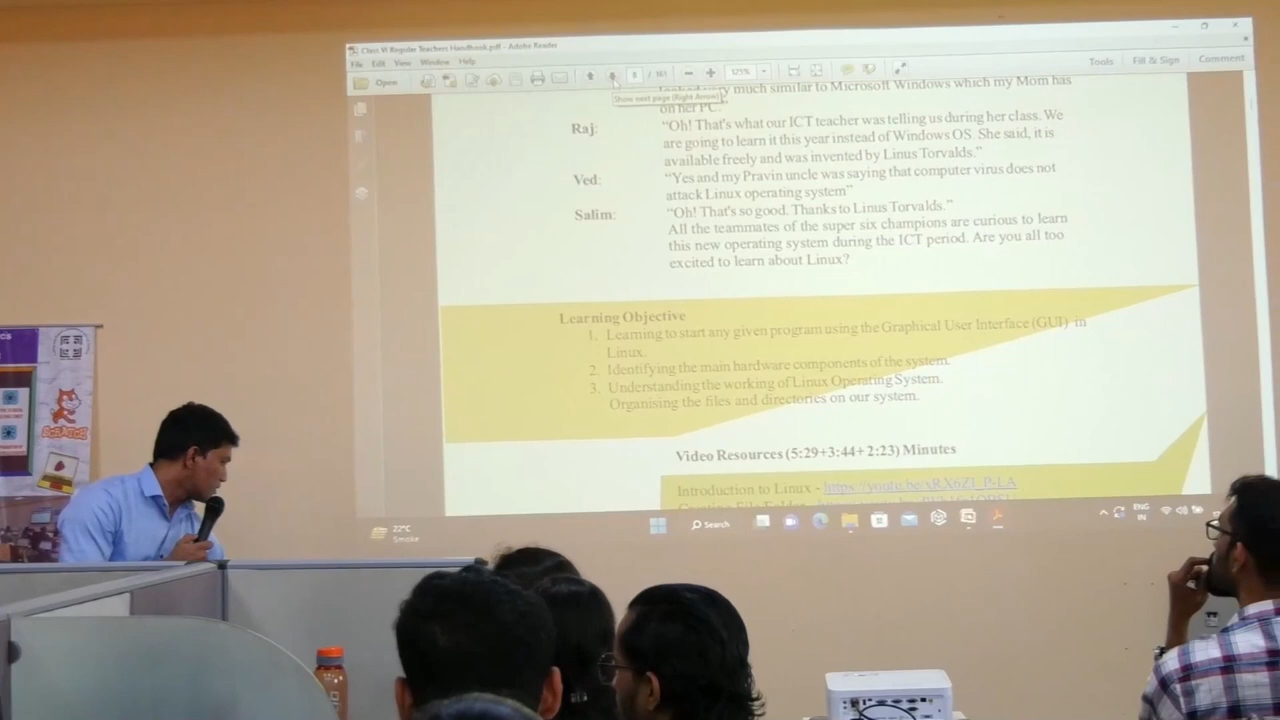 Class VI Regular Teachers Handbook.pdf - Adobe Reader
File Edit View Window Help
Open
8 / 161
125%
Tools
Fill & Sign
Comment
Show next page (Right Arrow)
much similar to Microsoft Windows which my Mom has
on her PC."
Raj: "Oh! That's what our ICT teacher was telling us during her class. We
are going to learn it this year instead of Windows OS. She said, it is
available freely and was invented by Linus Torvalds."
Ved: "Yes and my Pravin uncle was saying that computer virus does not
attack Linux operating system"
Salim: "Oh! That's so good. Thanks to Linus Torvalds."
All the teammates of the super six champions are curious to learn
this new operating system during the ICT period. Are you all too
excited to learn about Linux?
Learning Objective
1. Learning to start any given program using the Graphical User Interface (GUI) in
Linux.
2. Identifying the main hardware components of the system.
3. Understanding the working of Linux Operating System.
Organising the files and directories on our system.
Video Resources (5:29+3:44+2:23) Minutes
Introduction to Linux -
22°C
Smoke
Search
ENG
IN
SCRATCH